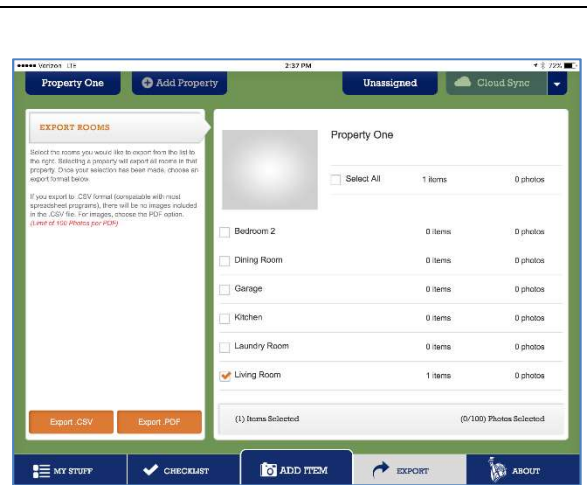 Verizon LTE 2:37 PM 72%
Property One Add Property Unassigned Cloud Sync
EXPORT ROOMS
Select the rooms you would like to export from the list to
the right. Selecting a property will export all rooms in that
property. Once your selection has been made, choose an
export format below.
If you export to .CSV format (compatable with most
spreadsheet programs), there will be no images included
in the .CSV file. For images, choose the PDF option.
(Limit of 100 Photos per PDF)
Export .CSV Export .PDF
Property One
Select All 1 items 0 photos
Bedroom 2 0 items 0 photos
Dining Room 0 items 0 photos
Garage 0 items 0 photos
Kitchen 0 items 0 photos
Laundry Room 0 items 0 photos
Living Room 1 items 0 photos
(1) Items Selected (0/100) Photos Selected
MY STUFF CHECKLIST ADD ITEM EXPORT ABOUT